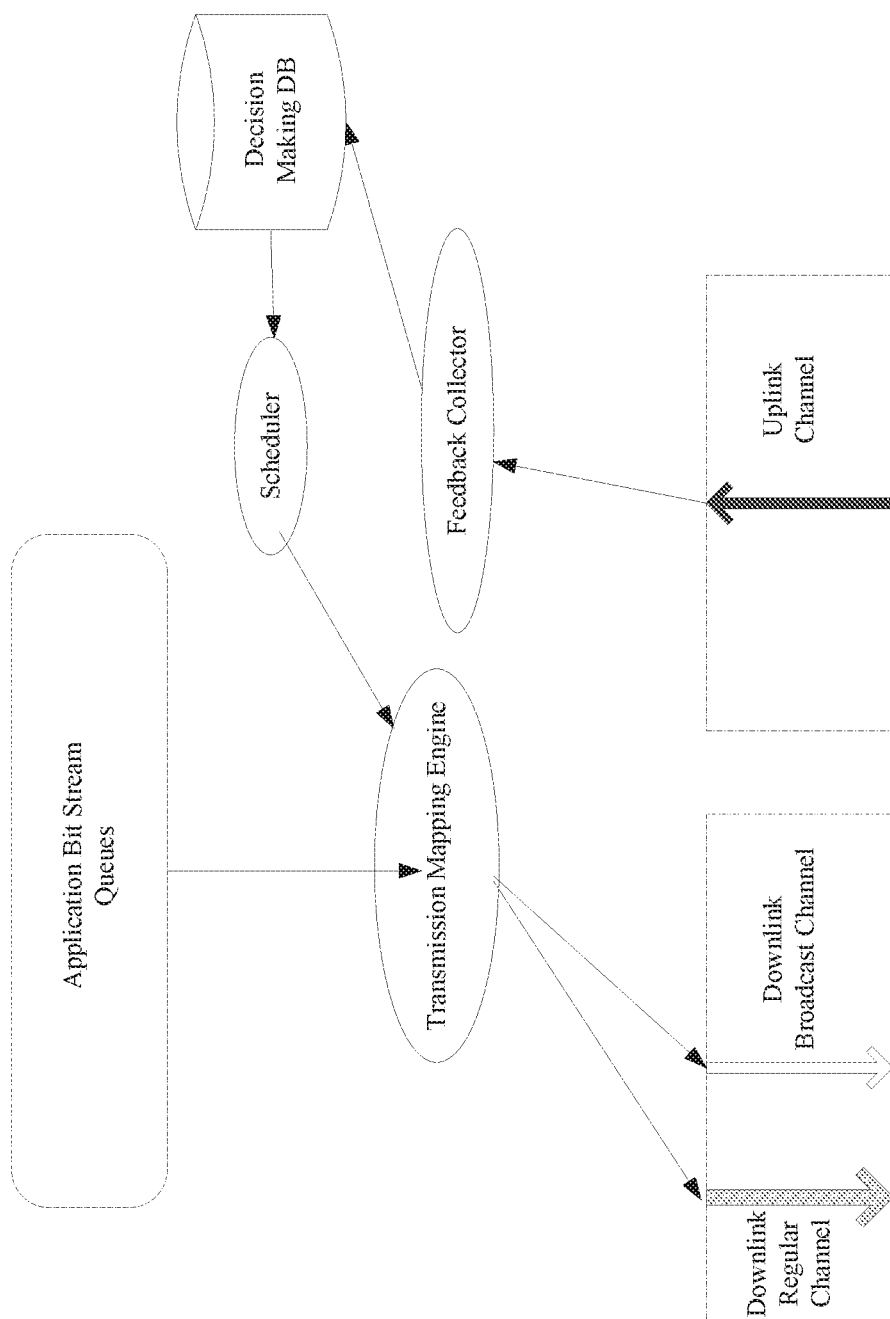 Application Bit Stream
Queues
Decision
Making DB
Scheduler
Feedback Collector
Transmission Mapping Engine
Uplink
Channel
Downlink
Broadcast Channel
Downlink
Regular
Channel